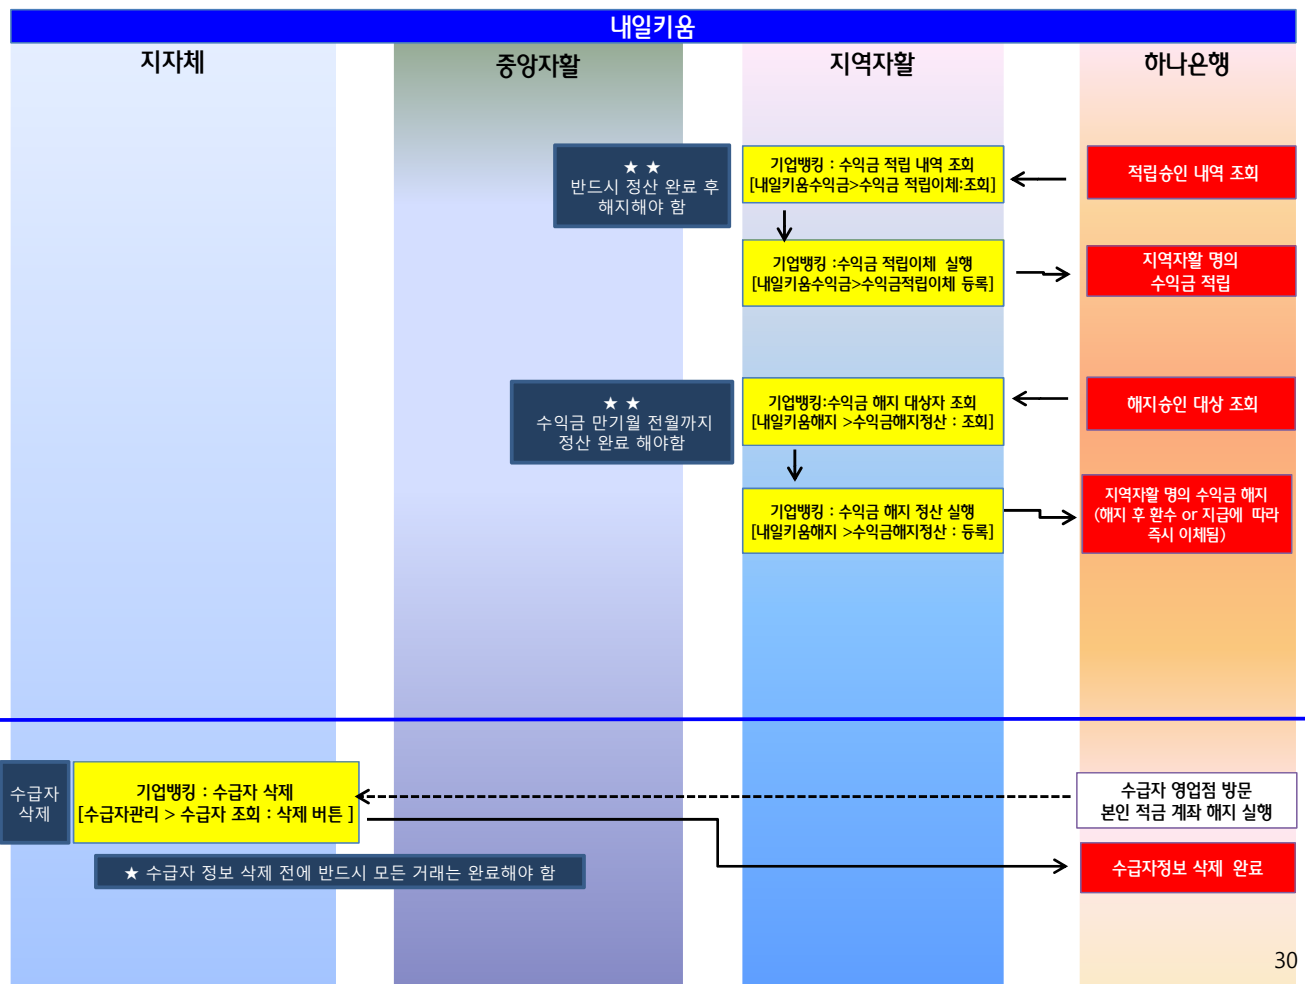 내일키움
지자체
중앙자활
지역자활
하나은행
★ ★
반드시 정산 완료 후
해지해야 함
기업뱅킹 : 수익금 적립 내역 조회
[내일키움수익금>수익금 적립이체:조회]
적립승인 내역 조회
기업뱅킹 :수익금 적립이체 실행
[내일키움수익금>수익금적립이체 등록]
지역자활 명의
수익금 적립
★ ★
수익금 만기월 전월까지
정산 완료 해야함
기업뱅킹:수익금 해지 대상자 조회
[내일키움해지 >수익금해지정산 : 조회]
해지승인 대상 조회
기업뱅킹 : 수익금 해지 정산 실행
[내일키움해지 >수익금해지정산 : 등록]
지역자활 명의 수익금 해지
(해지 후 환수 or 지급에 따라
즉시 이체됨)
수급자
삭제
기업뱅킹 : 수급자 삭제
[수급자관리 > 수급자 조회 : 삭제 버튼 ]
수급자 영업점 방문
본인 적금 계좌 해지 실행
★ 수급자 정보 삭제 전에 반드시 모든 거래는 완료해야 함
수급자정보 삭제 완료
30